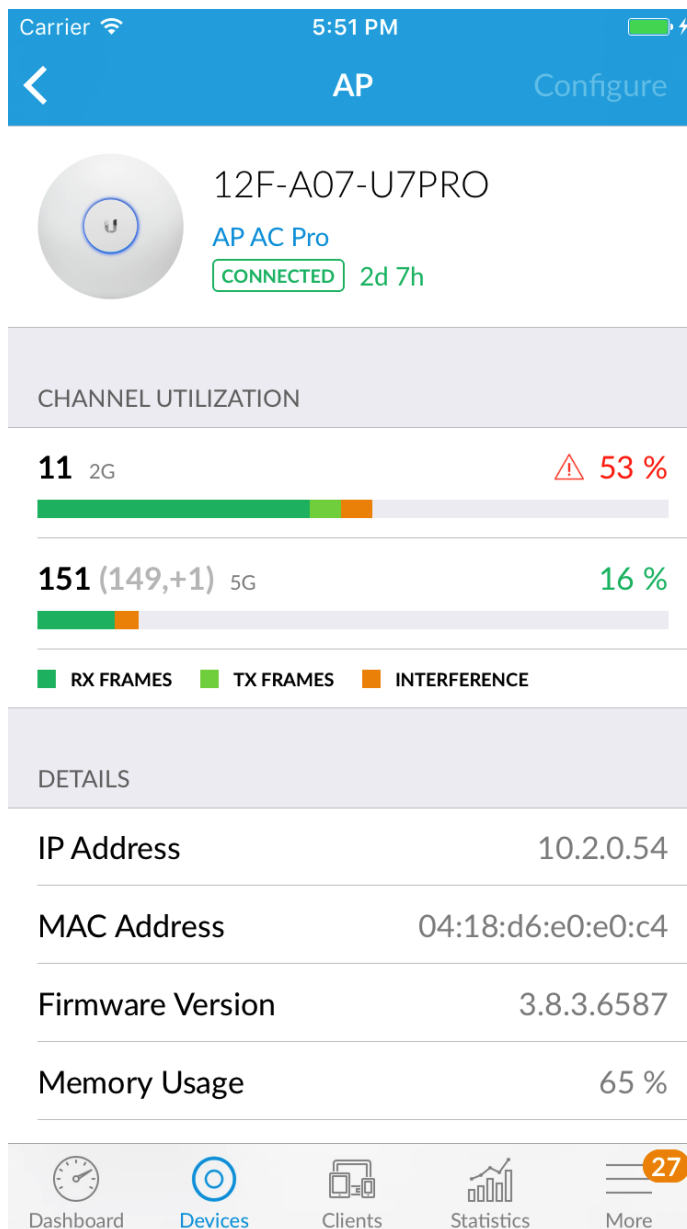 Carrier 5:51 PM
AP Configure
12F-A07-U7PRO
AP AC Pro
CONNECTED 2d 7h
CHANNEL UTILIZATION
11 2G 53 %
151 (149,+1) 5G 16 %
RX FRAMES TX FRAMES INTERFERENCE
DETAILS
IP Address 10.2.0.54
MAC Address 04:18:d6:e0:e0:c4
Firmware Version 3.8.3.6587
Memory Usage 65 %
27
Dashboard Devices Clients Statistics More